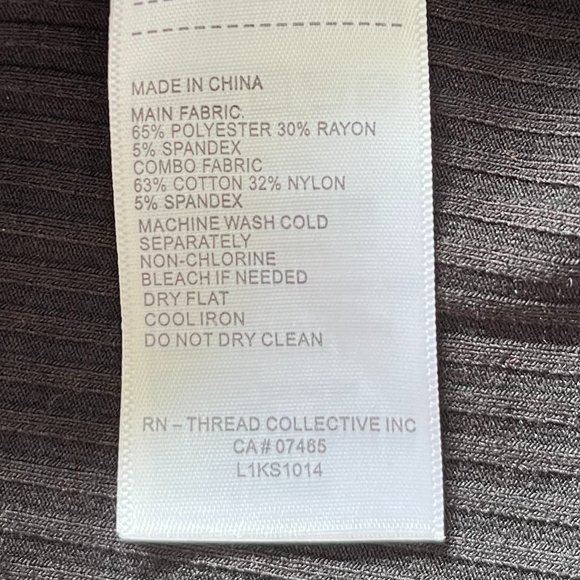 MADE IN CHINA
MAIN FABRIC:
65% POLYESTER 30% RAYON
5% SPANDEX
COMBO FABRIC
63% COTTON 32% NYLON
5% SPANDEX
MACHINE WASH COLD
SEPARATELY
NON-CHLORINE
BLEACH IF NEEDED
DRY FLAT
COOL IRON
DO NOT DRY CLEAN
RN – THREAD COLLECTIVE INC
CA# 07465
L1KS1014